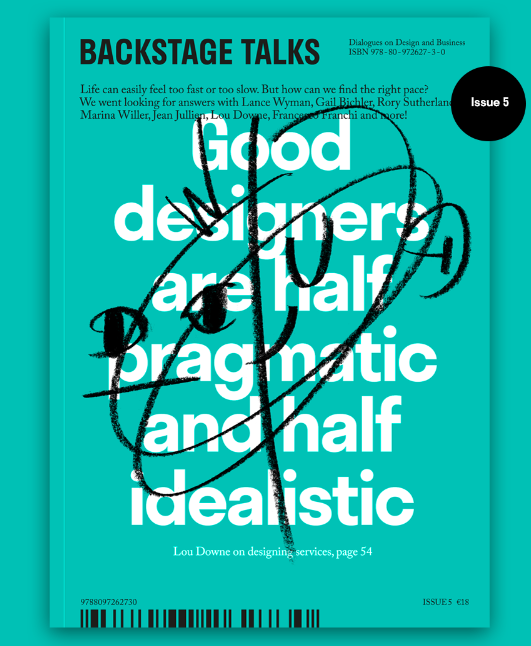 BACKSTAGE TALKS
Dialogues on Design and Business
ISBN 978-80-972627-3-0
Life can easily feel too fast or too slow. But how can we find the right pace?
We went looking for answers with Lance Wyman, Gail Bichler, Rory Sutherland,
Marina Willer, Jean Jullien, Lou Downe, Francesco Franchi and more!
Issue 5
Good
designers
are half
pragmatic
and half
idealistic
Lou Downe on designing services, page 54
9788097262730
ISSUE 5 €18